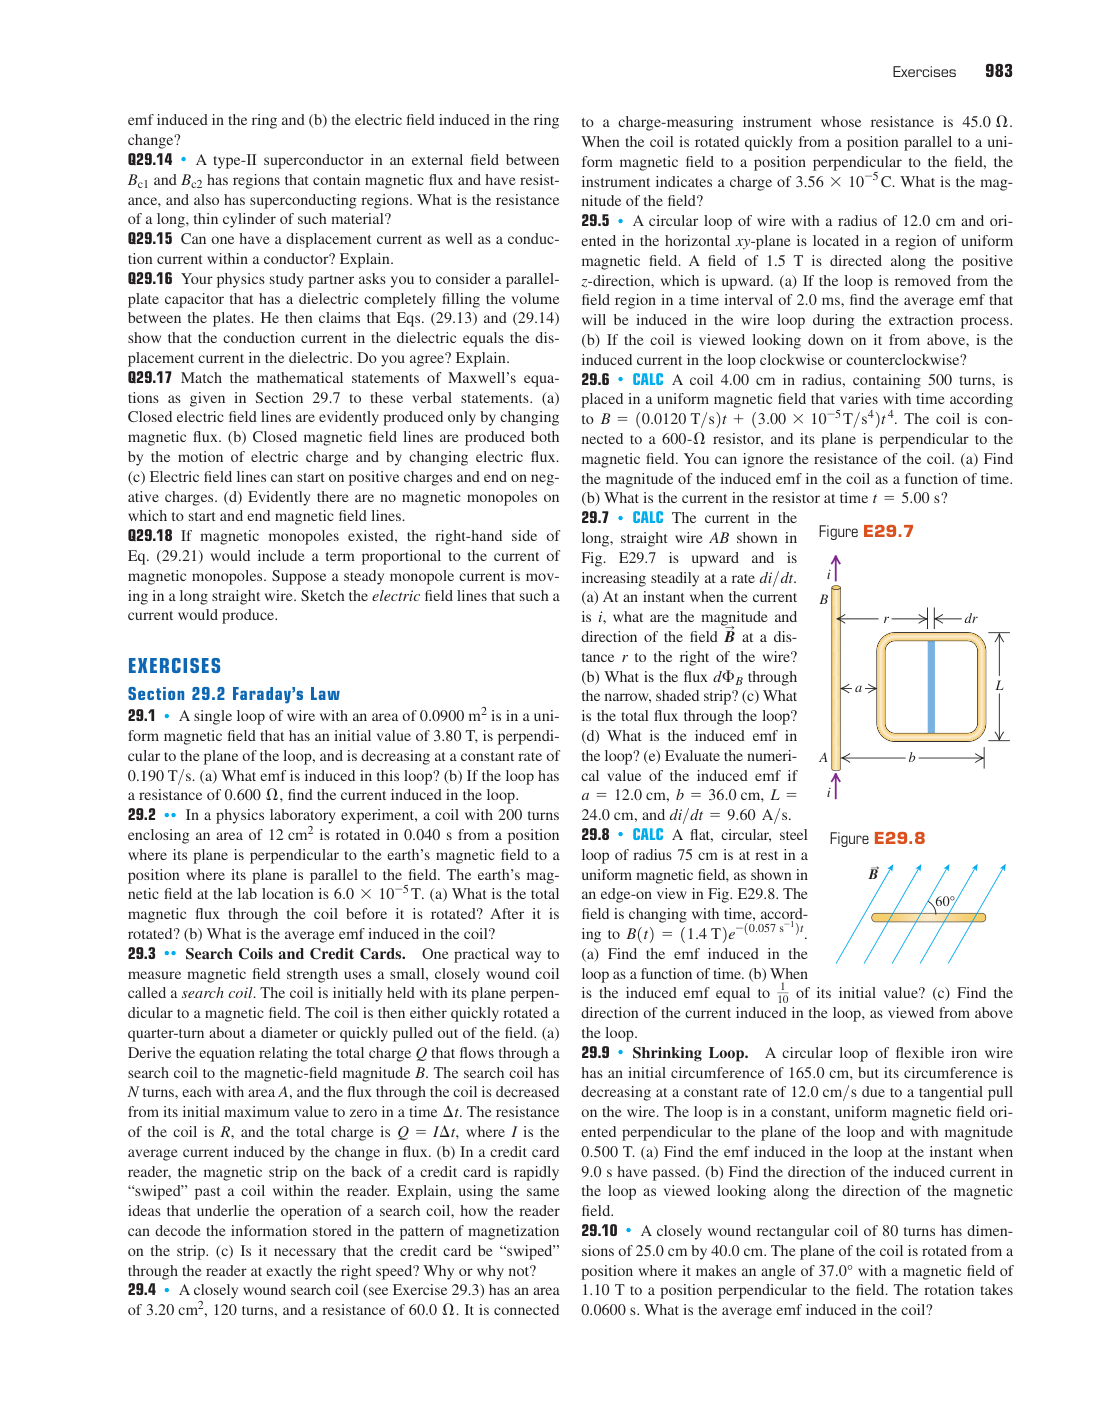 Exercises 983
emf induced in the ring and (b) the electric field induced in the ring
change?
Q29.14 • A type-II superconductor in an external field between
Bc1 and Bc2 has regions that contain magnetic flux and have resist-
ance, and also has superconducting regions. What is the resistance
of a long, thin cylinder of such material?
Q29.15 Can one have a displacement current as well as a conduc-
tion current within a conductor? Explain.
Q29.16 Your physics study partner asks you to consider a parallel-
plate capacitor that has a dielectric completely filling the volume
between the plates. He then claims that Eqs. (29.13) and (29.14)
show that the conduction current in the dielectric equals the dis-
placement current in the dielectric. Do you agree? Explain.
Q29.17 Match the mathematical statements of Maxwell's equa-
tions as given in Section 29.7 to these verbal statements. (a)
Closed electric field lines are evidently produced only by changing
magnetic flux. (b) Closed magnetic field lines are produced both
by the motion of electric charge and by changing electric flux.
(c) Electric field lines can start on positive charges and end on neg-
ative charges. (d) Evidently there are no magnetic monopoles on
which to start and end magnetic field lines.
Q29.18 If magnetic monopoles existed, the right-hand side of
Eq. (29.21) would include a term proportional to the current of
magnetic monopoles. Suppose a steady monopole current is mov-
ing in a long straight wire. Sketch the electric field lines that such a
current would produce.
EXERCISES
Section 29.2 Faraday's Law
29.1 • A single loop of wire with an area of 0.0900 m² is in a uni-
form magnetic field that has an initial value of 3.80 T, is perpendi-
cular to the plane of the loop, and is decreasing at a constant rate of
0.190 T/s. (a) What emf is induced in this loop? (b) If the loop has
a resistance of 0.600 Ω, find the current induced in the loop.
29.2 •• In a physics laboratory experiment, a coil with 200 turns
enclosing an area of 12 cm² is rotated in 0.040 s from a position
where its plane is perpendicular to the earth's magnetic field to a
position where its plane is parallel to the field. The earth's mag-
netic field at the lab location is 6.0 × 10⁻⁵ T. (a) What is the total
magnetic flux through the coil before it is rotated? After it is
rotated? (b) What is the average emf induced in the coil?
29.3 •• Search Coils and Credit Cards. One practical way to
measure magnetic field strength uses a small, closely wound coil
called a search coil. The coil is initially held with its plane perpen-
dicular to a magnetic field. The coil is then either quickly rotated a
quarter-turn about a diameter or quickly pulled out of the field. (a)
Derive the equation relating the total charge Q that flows through a
search coil to the magnetic-field magnitude B. The search coil has
N turns, each with area A, and the flux through the coil is decreased
from its initial maximum value to zero in a time Δt. The resistance
of the coil is R, and the total charge is Q = IΔt, where I is the
average current induced by the change in flux. (b) In a credit card
reader, the magnetic strip on the back of a credit card is rapidly
“swiped” past a coil within the reader. Explain, using the same
ideas that underlie the operation of a search coil, how the reader
can decode the information stored in the pattern of magnetization
on the strip. (c) Is it necessary that the credit card be “swiped”
through the reader at exactly the right speed? Why or why not?
29.4 • A closely wound search coil (see Exercise 29.3) has an area
of 3.20 cm², 120 turns, and a resistance of 60.0 Ω. It is connected
to a charge-measuring instrument whose resistance is 45.0 Ω.
When the coil is rotated quickly from a position parallel to a uni-
form magnetic field to a position perpendicular to the field, the
instrument indicates a charge of 3.56 × 10⁻⁵ C. What is the mag-
nitude of the field?
29.5 • A circular loop of wire with a radius of 12.0 cm and ori-
ented in the horizontal xy-plane is located in a region of uniform
magnetic field. A field of 1.5 T is directed along the positive
z-direction, which is upward. (a) If the loop is removed from the
field region in a time interval of 2.0 ms, find the average emf that
will be induced in the wire loop during the extraction process.
(b) If the coil is viewed looking down on it from above, is the
induced current in the loop clockwise or counterclockwise?
29.6 • CALC A coil 4.00 cm in radius, containing 500 turns, is
placed in a uniform magnetic field that varies with time according
to B = (0.0120 T/s)t + (3.00 × 10⁻⁵ T/s⁴)t⁴. The coil is con-
nected to a 600-Ω resistor, and its plane is perpendicular to the
magnetic field. You can ignore the resistance of the coil. (a) Find
the magnitude of the induced emf in the coil as a function of time.
(b) What is the current in the resistor at time t = 5.00 s?
29.7 • CALC The current in the
long, straight wire AB shown in
Fig. E29.7 is upward and is
increasing steadily at a rate di/dt.
(a) At an instant when the current
is i, what are the magnitude and
direction of the field B⃗ at a dis-
tance r to the right of the wire?
(b) What is the flux dΦB through
the narrow, shaded strip? (c) What
is the total flux through the loop?
(d) What is the induced emf in
the loop? (e) Evaluate the numeri-
cal value of the induced emf if
a = 12.0 cm, b = 36.0 cm, L =
24.0 cm, and di/dt = 9.60 A/s.
Figure E29.7
i
B
r dr
a
L
A b
i
29.8 • CALC A flat, circular, steel
loop of radius 75 cm is at rest in a
uniform magnetic field, as shown in
an edge-on view in Fig. E29.8. The
field is changing with time, accord-
ing to B(t) = (1.4 T)e^−(0.057 s⁻¹)t.
(a) Find the emf induced in the
loop as a function of time. (b) When
is the induced emf equal to 1/10 of its initial value? (c) Find the
direction of the current induced in the loop, as viewed from above
the loop.
Figure E29.8
B⃗
60°
29.9 • Shrinking Loop. A circular loop of flexible iron wire
has an initial circumference of 165.0 cm, but its circumference is
decreasing at a constant rate of 12.0 cm/s due to a tangential pull
on the wire. The loop is in a constant, uniform magnetic field ori-
ented perpendicular to the plane of the loop and with magnitude
0.500 T. (a) Find the emf induced in the loop at the instant when
9.0 s have passed. (b) Find the direction of the induced current in
the loop as viewed looking along the direction of the magnetic
field.
29.10 • A closely wound rectangular coil of 80 turns has dimen-
sions of 25.0 cm by 40.0 cm. The plane of the coil is rotated from a
position where it makes an angle of 37.0° with a magnetic field of
1.10 T to a position perpendicular to the field. The rotation takes
0.0600 s. What is the average emf induced in the coil?